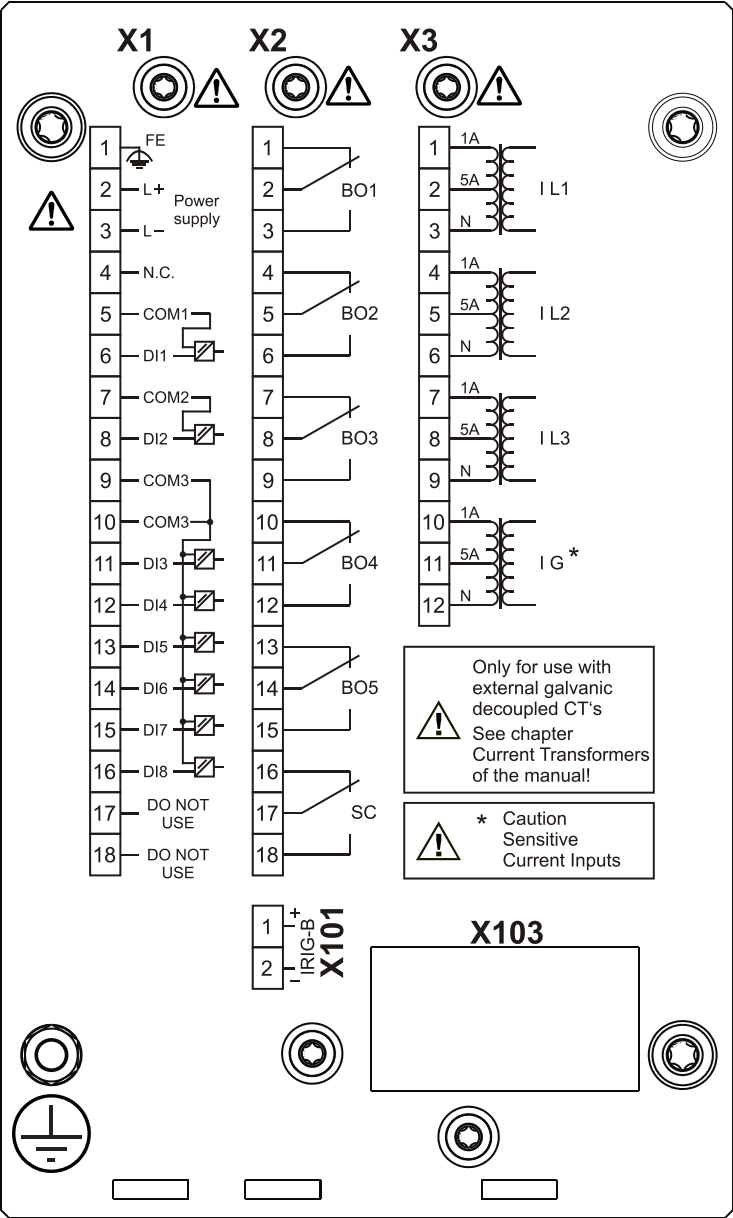 X1
X2
X3
1 FE
2 L+
Power
supply
3 L–
4 N.C.
5 COM1
6 DI1
7 COM2
8 DI2
9 COM3
10 COM3
11 DI3
12 DI4
13 DI5
14 DI6
15 DI7
16 DI8
17 DO NOT
USE
18 DO NOT
USE
1
2 BO1
3
4
5 BO2
6
7
8 BO3
9
10
11 BO4
12
13
14 BO5
15
16
17 SC
18
1 1A
2 5A I L1
3 N
4 1A
5 5A I L2
6 N
7 1A
8 5A I L3
9 N
10 1A
11 5A I G*
12 N
Only for use with
external galvanic
decoupled CT‘s
See chapter
Current Transformers
of the manual!
* Caution
Sensitive
Current Inputs
1 +
2 –
IRIG-B
X101
X103